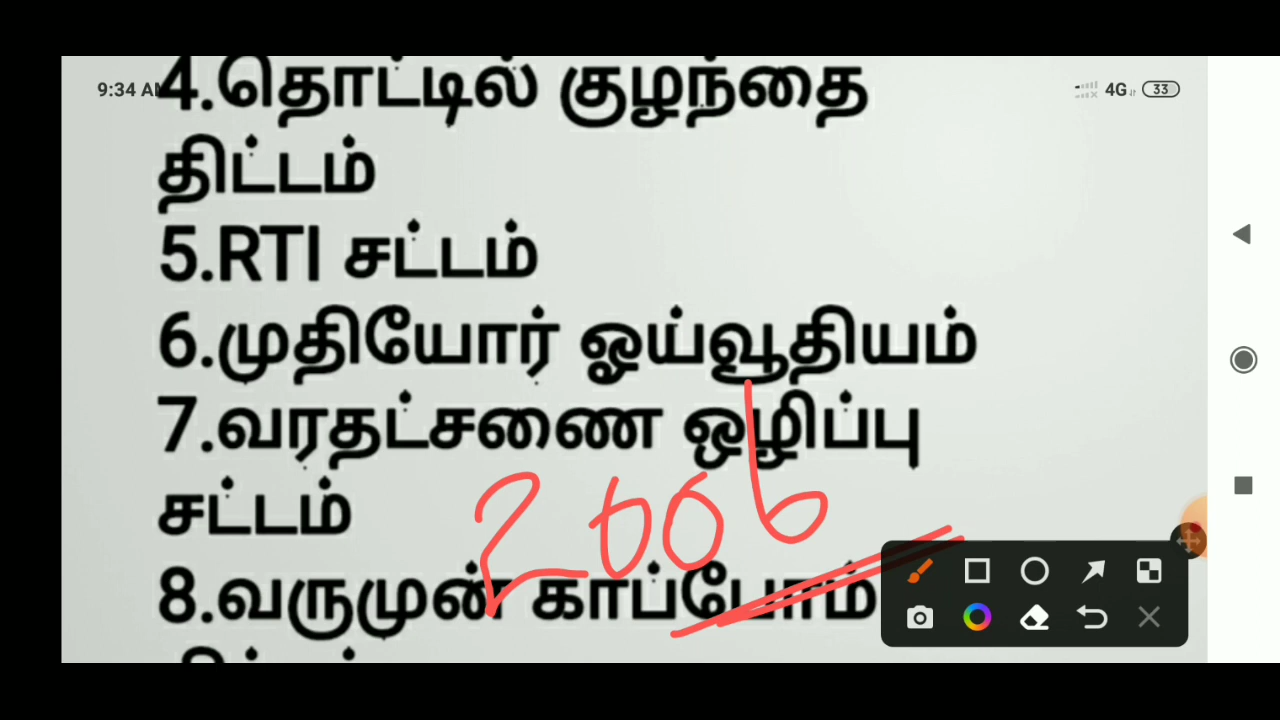 9:34 AM 4G 33
4.தொட்டில் குழந்தை
திட்டம்
5.RTI சட்டம்
6.முதியோர் ஓய்வூதியம்
7.வரதட்சணை ஒழிப்பு
சட்டம்
2006
8.வருமுன் காப்போம்